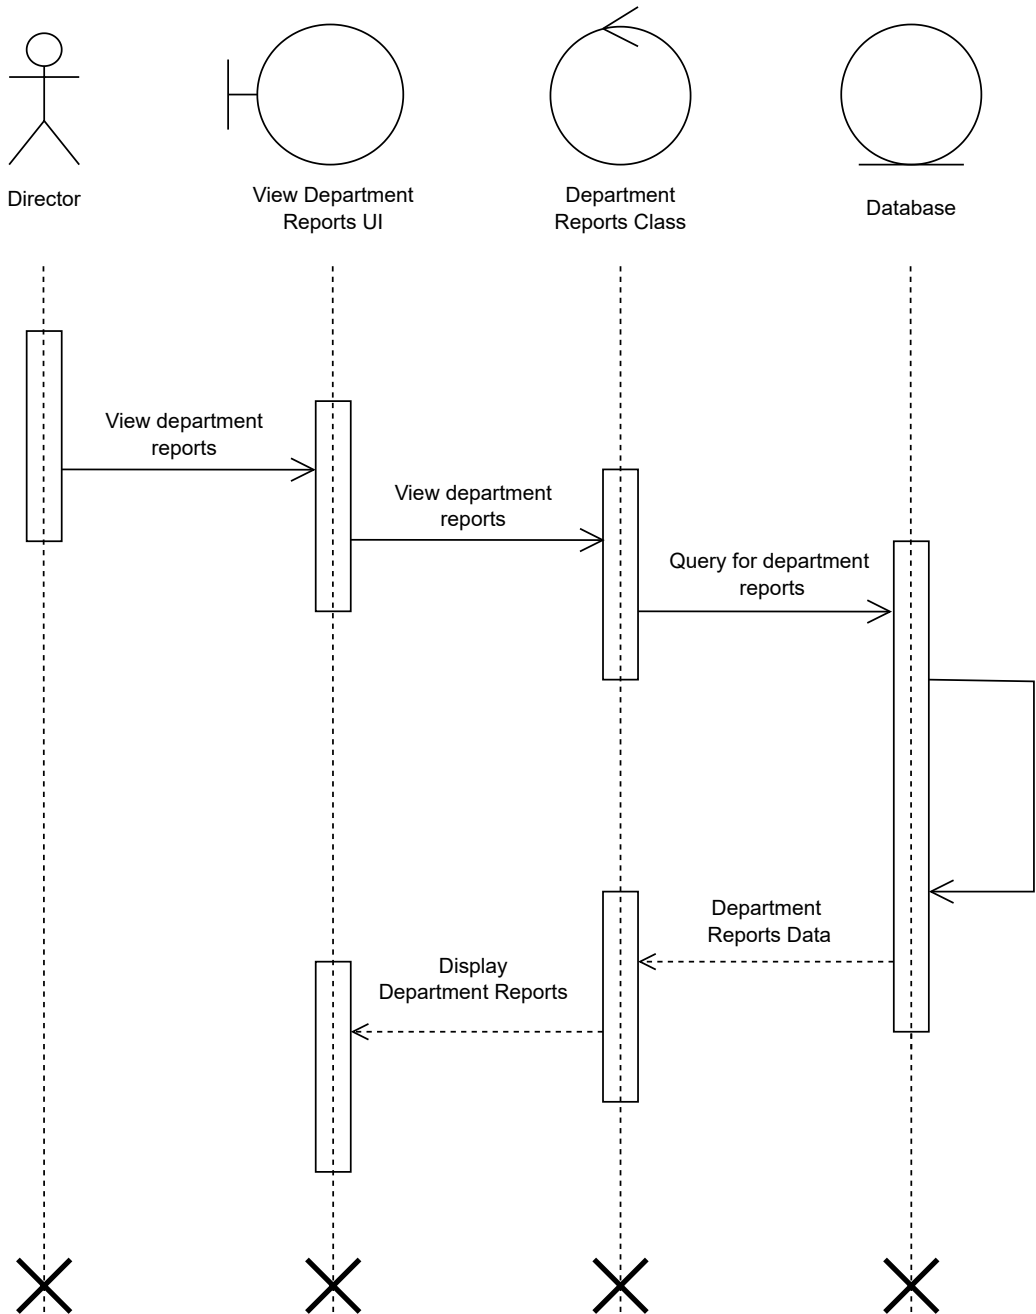 Director
View Department
Reports UI
Department
Reports Class
Database
View department
reports
View department
reports
Query for department
reports
Department
Reports Data
Display
Department Reports